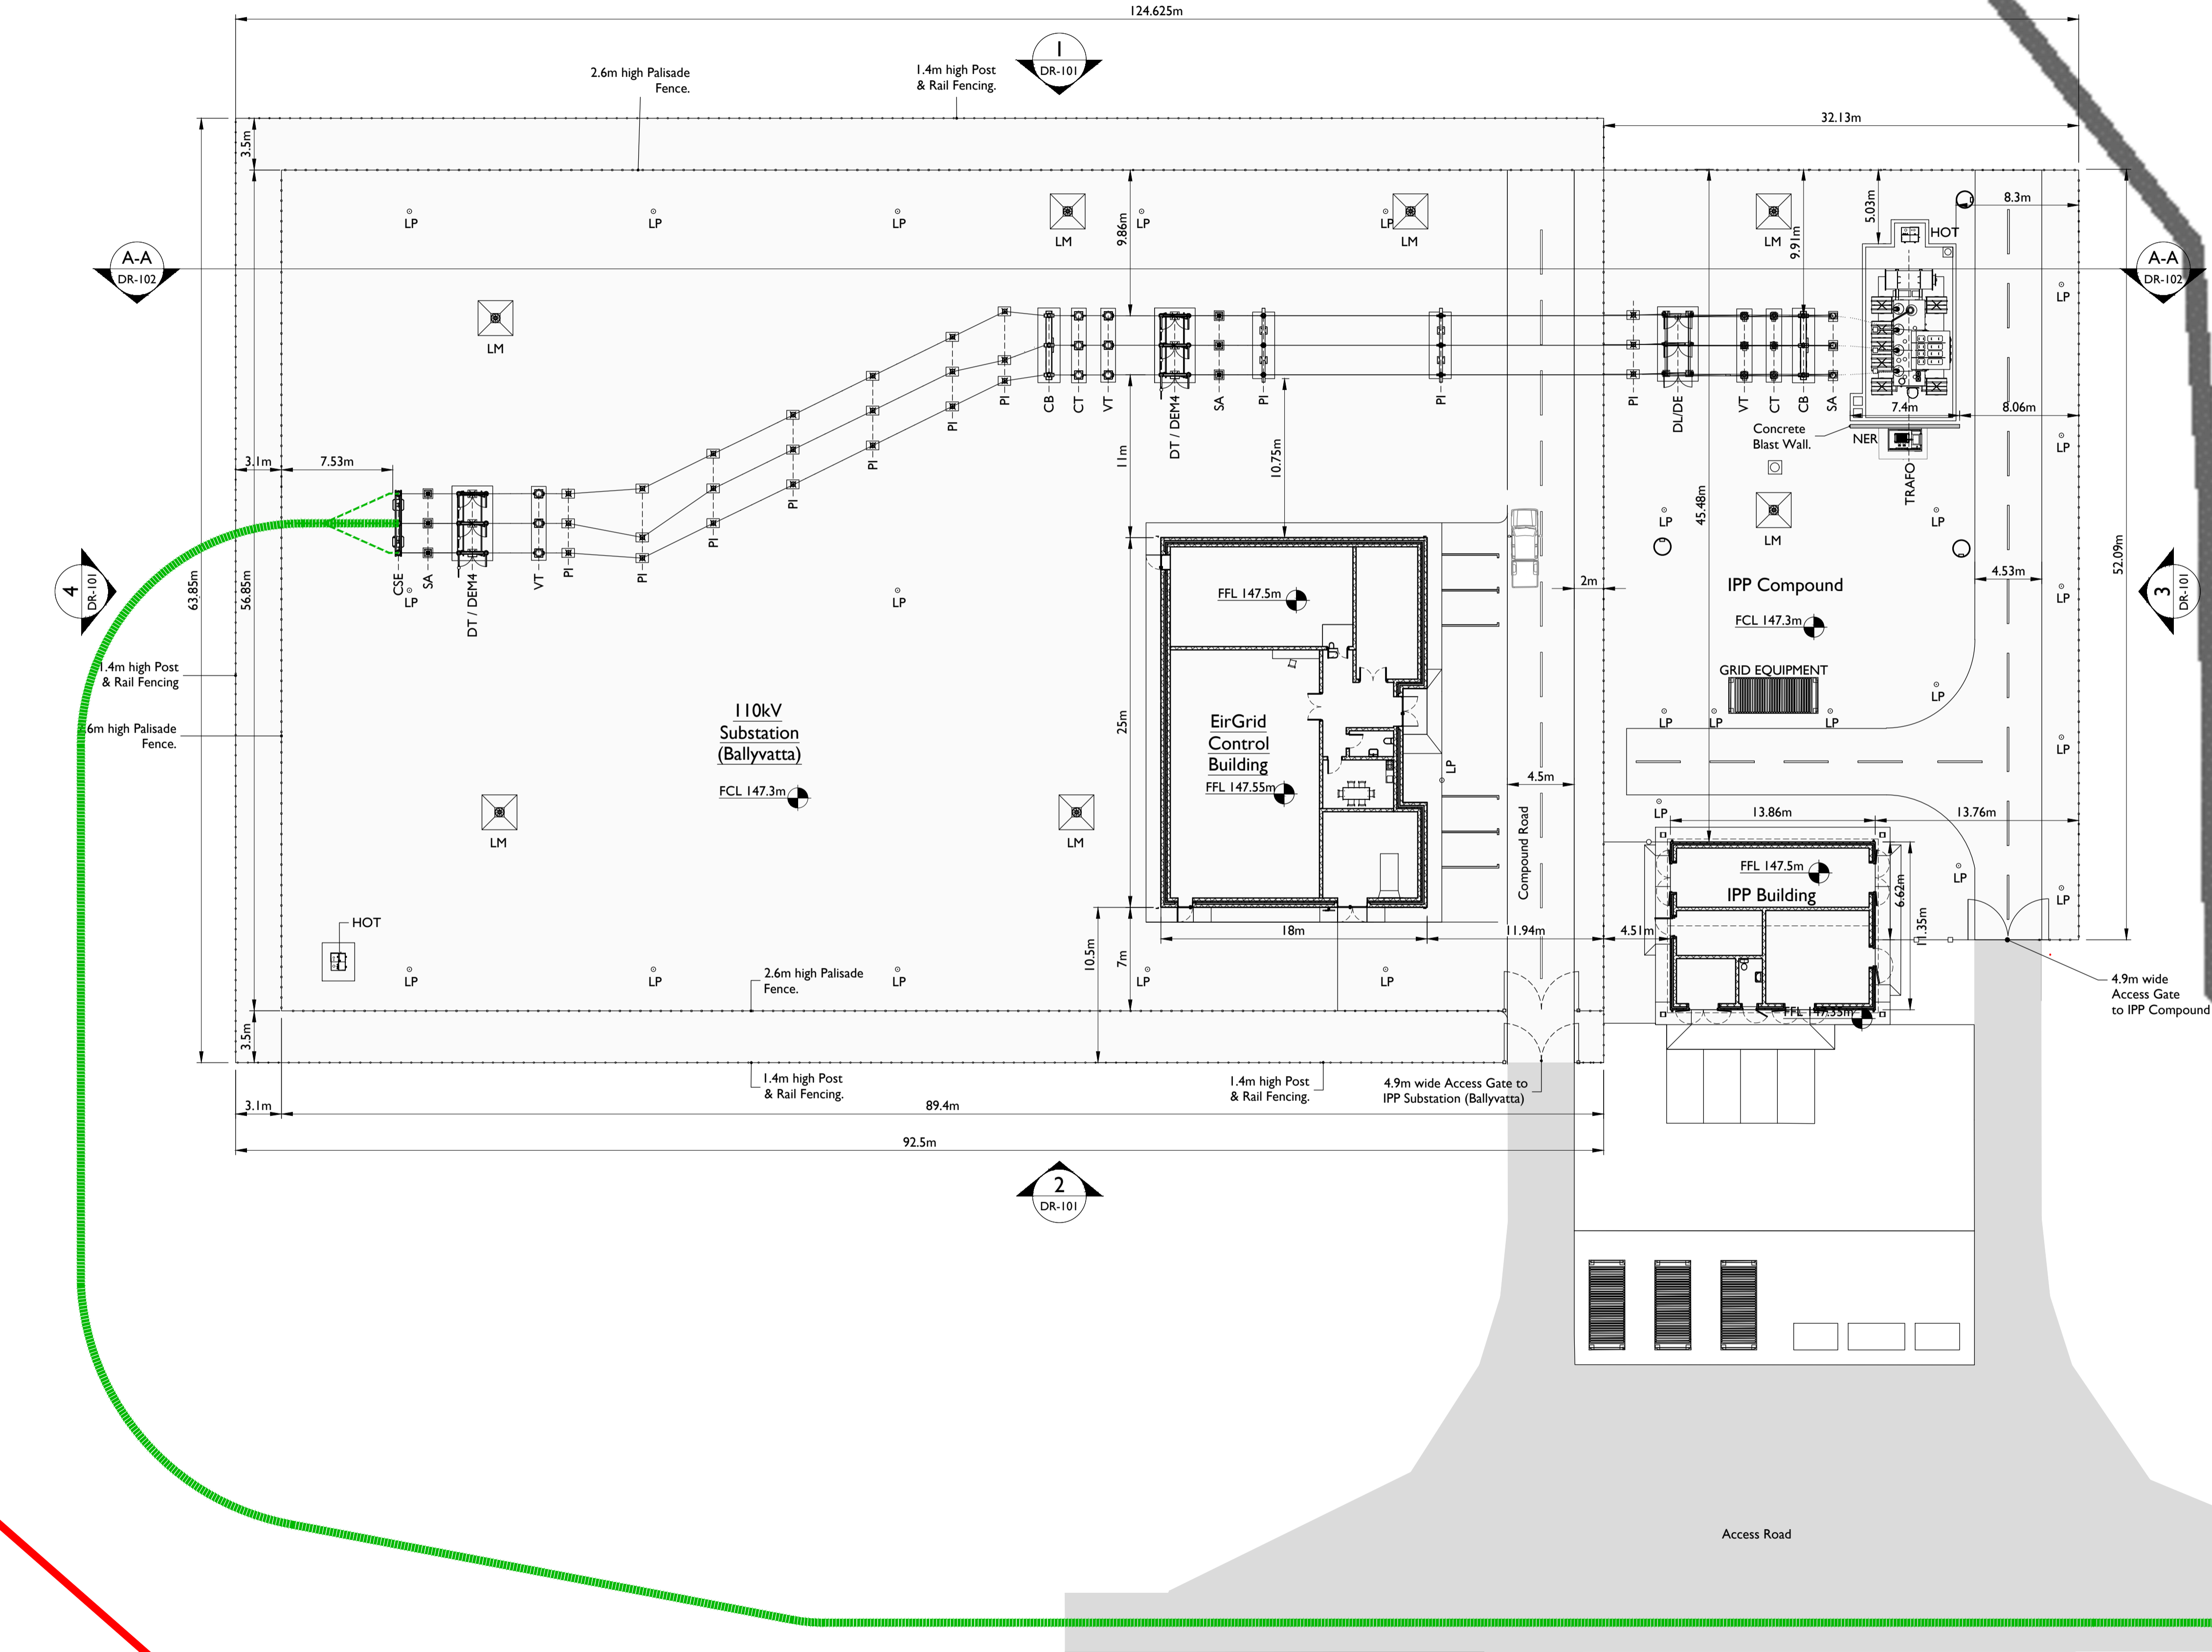 124.625m
1
DR-101
2.6m high Palisade
Fence.
1.4m high Post
& Rail Fencing.
32.13m
3.5m
8.3m
5.03m
HOT
LP
LP
LP
LP
LP
LM
LM
LM
9.86m
9.91m
A-A
DR-102
A-A
DR-102
LP
LM
PI
PI
PI
PI
PI
PI
PI
CB
CT
VT
DT / DEM4
SA
PI
PI
PI
DL/DE
VT
CT
CB
SA
7.4m
8.06m
Concrete
Blast Wall.
NER
TRAFO
LP
3.1m
7.53m
11m
10.75m
45.48m
LP
LP
LM
CSE
SA
DT / DEM4
VT
PI
LP
LP
63.85m
56.85m
4
DR-101
52.09m
3
DR-101
2m
4.53m
LP
IPP Compound
FCL 147.3m
FFL 147.5m
GRID EQUIPMENT
LP
LP
LP
LP
LP
1.4m high Post
& Rail Fencing
6m high Palisade
Fence.
110kV
Substation
(Ballyvatta)
FCL 147.3m
25m
EirGrid
Control
Building
FFL 147.55m
LP
4.5m
Compound Road
LP
13.86m
13.76m
LM
LM
FFL 147.5m
IPP Building
6.62m
11.35m
LP
LP
HOT
18m
11.94m
4.51m
10.5m
7m
LP
LP
LP
LP
LP
2.6m high Palisade
Fence.
4.9m wide
Access Gate
to IPP Compound
FFL 147.35m
3.5m
1.4m high Post
& Rail Fencing.
1.4m high Post
& Rail Fencing.
4.9m wide Access Gate to
IPP Substation (Ballyvatta)
3.1m
89.4m
92.5m
2
DR-101
Access Road